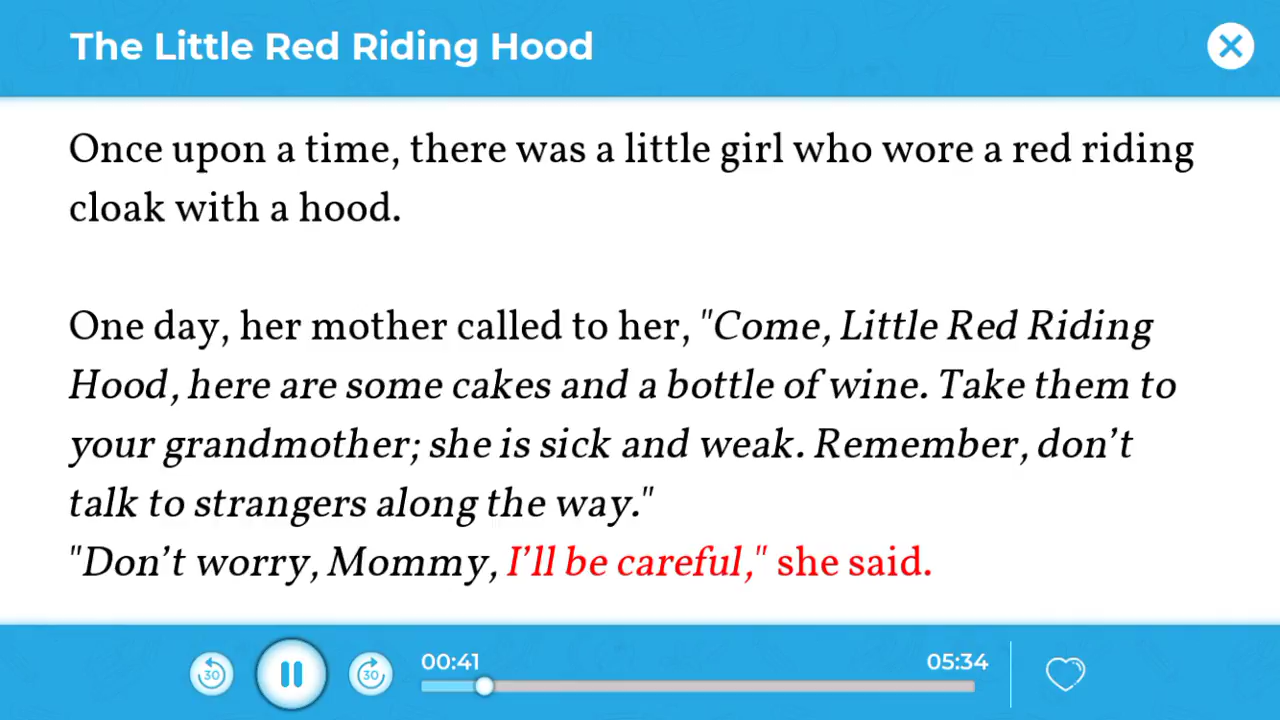 The Little Red Riding Hood
Once upon a time, there was a little girl who wore a red riding
cloak with a hood.
One day, her mother called to her, "Come, Little Red Riding
Hood, here are some cakes and a bottle of wine. Take them to
your grandmother; she is sick and weak. Remember, don’t
talk to strangers along the way."
"Don’t worry, Mommy, I’ll be careful," she said.
30
30
00:41
05:34